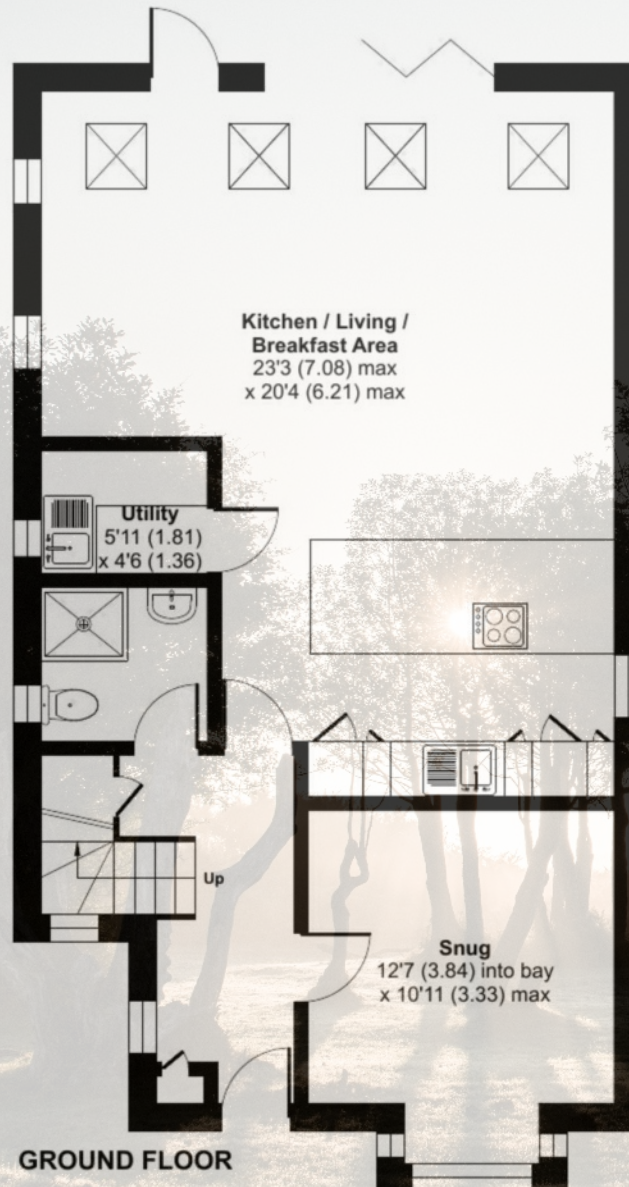 Kitchen / Living /
Breakfast Area
23'3 (7.08) max
x 20'4 (6.21) max
Utility
5'11 (1.81)
x 4'6 (1.36)
Up
Snug
12'7 (3.84) into bay
x 10'11 (3.33) max
GROUND FLOOR